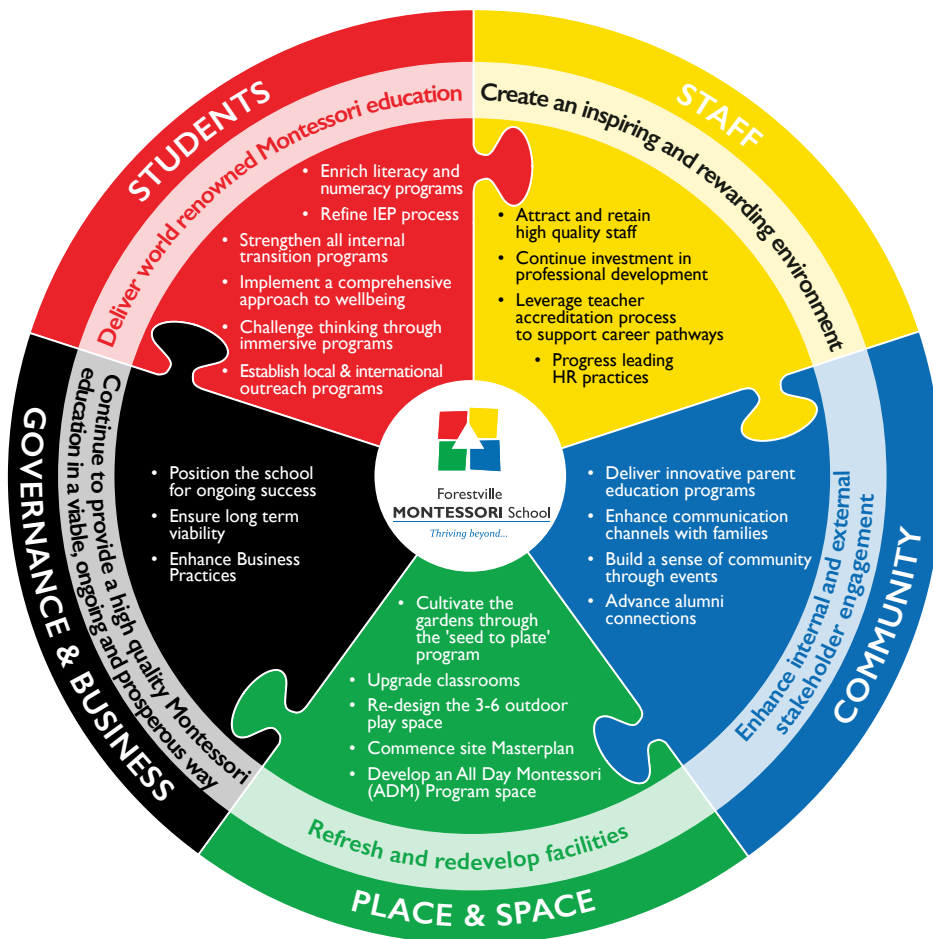 STUDENTS
Deliver world renowned Montessori education
• Enrich literacy and
numeracy programs
• Refine IEP process
• Strengthen all internal
transition programs
• Implement a comprehensive
approach to wellbeing
• Challenge thinking through
immersive programs
• Establish local & international
outreach programs
STAFF
Create an inspiring and rewarding environment
• Attract and retain
high quality staff
• Continue investment in
professional development
• Leverage teacher
accreditation process
to support career pathways
• Progress leading
HR practices
COMMUNITY
Enhance internal and external
stakeholder engagement
• Deliver innovative parent
education programs
• Enhance communication
channels with families
• Build a sense of community
through events
• Advance alumni
connections
PLACE & SPACE
Refresh and redevelop facilities
• Cultivate the
gardens through
the 'seed to plate'
program
• Upgrade classrooms
• Re-design the 3-6 outdoor
play space
• Commence site Masterplan
• Develop an All Day Montessori
(ADM) Program space
GOVERNANCE & BUSINESS
Continue to provide a high quality Montessori
education in a viable, ongoing and prosperous way
• Position the school
for ongoing success
• Ensure long term
viability
• Enhance Business
Practices
Forestville
MONTESSORI School
Thriving beyond...